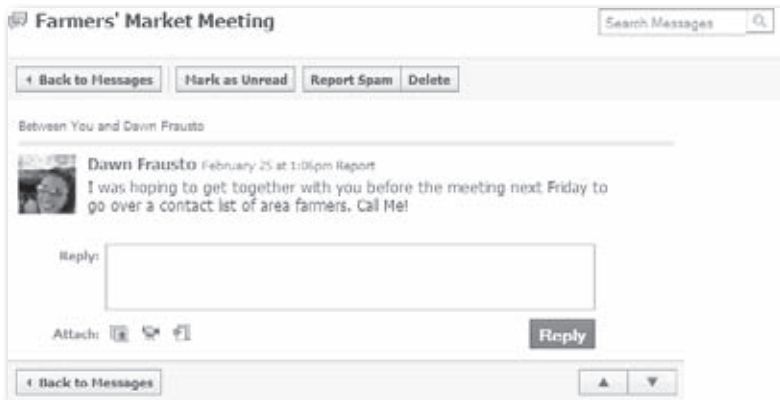 Farmers' Market Meeting
Search Messages
Back to Messages
Mark as Unread
Report Spam
Delete
Between You and Dawn Frausto
Dawn Frausto February 25 at 1:06pm Report
I was hoping to get together with you before the meeting next Friday to
go over a contact list of area farmers. Call Me!
Reply:
Attach:
Reply
Back to Messages